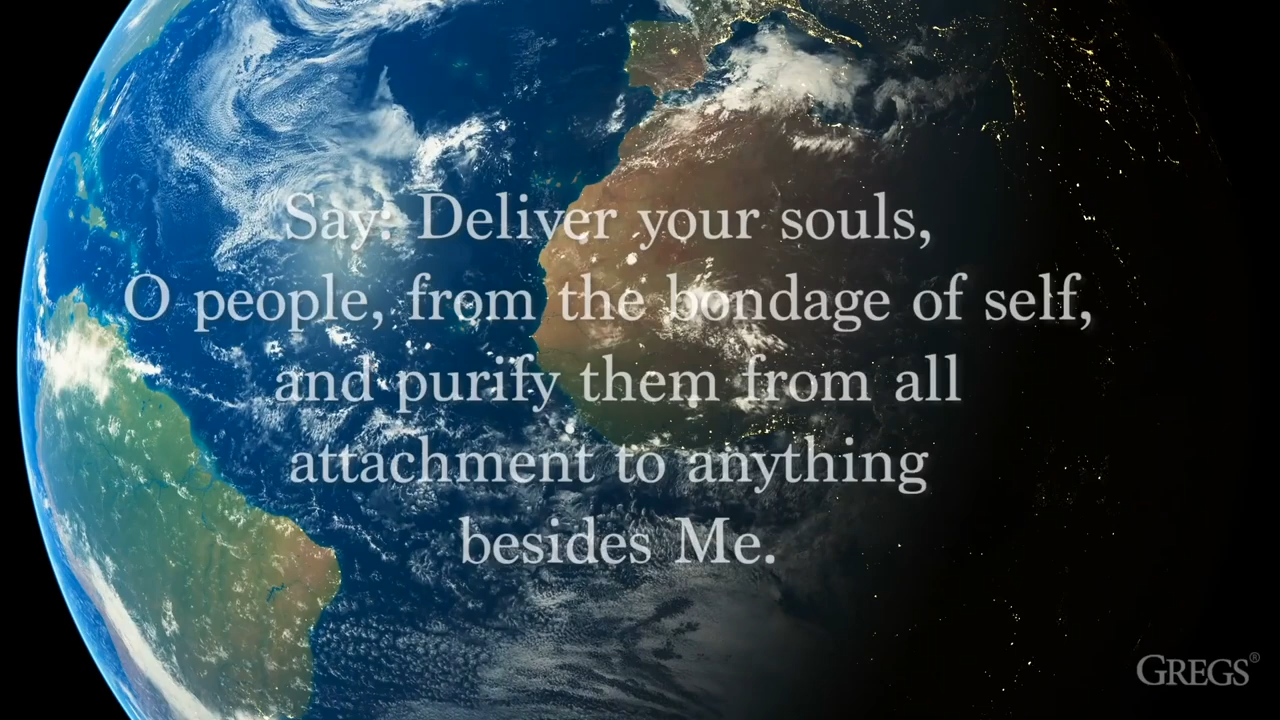 Say: Deliver your souls,
O people, from the bondage of self,
and purify them from all
attachment to anything
besides Me.
GREGS®